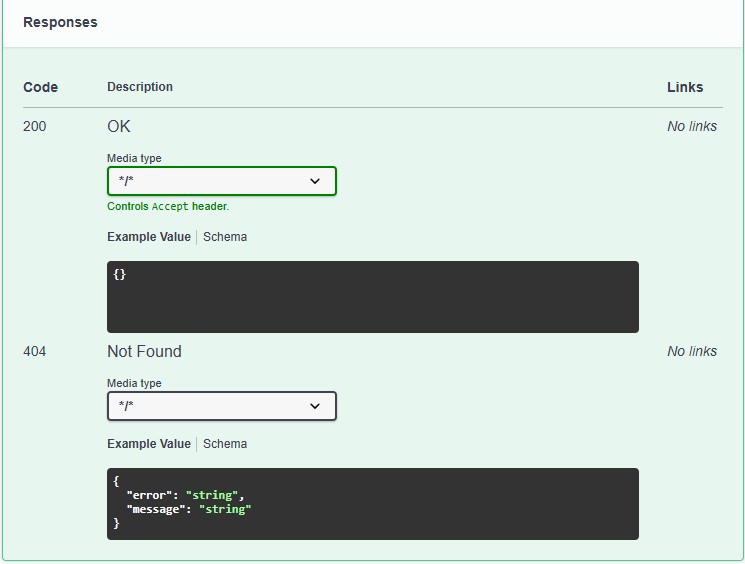 Responses
Code Description Links
200 OK No links
Media type
*/*
Controls Accept header.
Example Value Schema
{}
404 Not Found No links
Media type
*/*
Example Value Schema
{
  "error": "string",
  "message": "string"
}